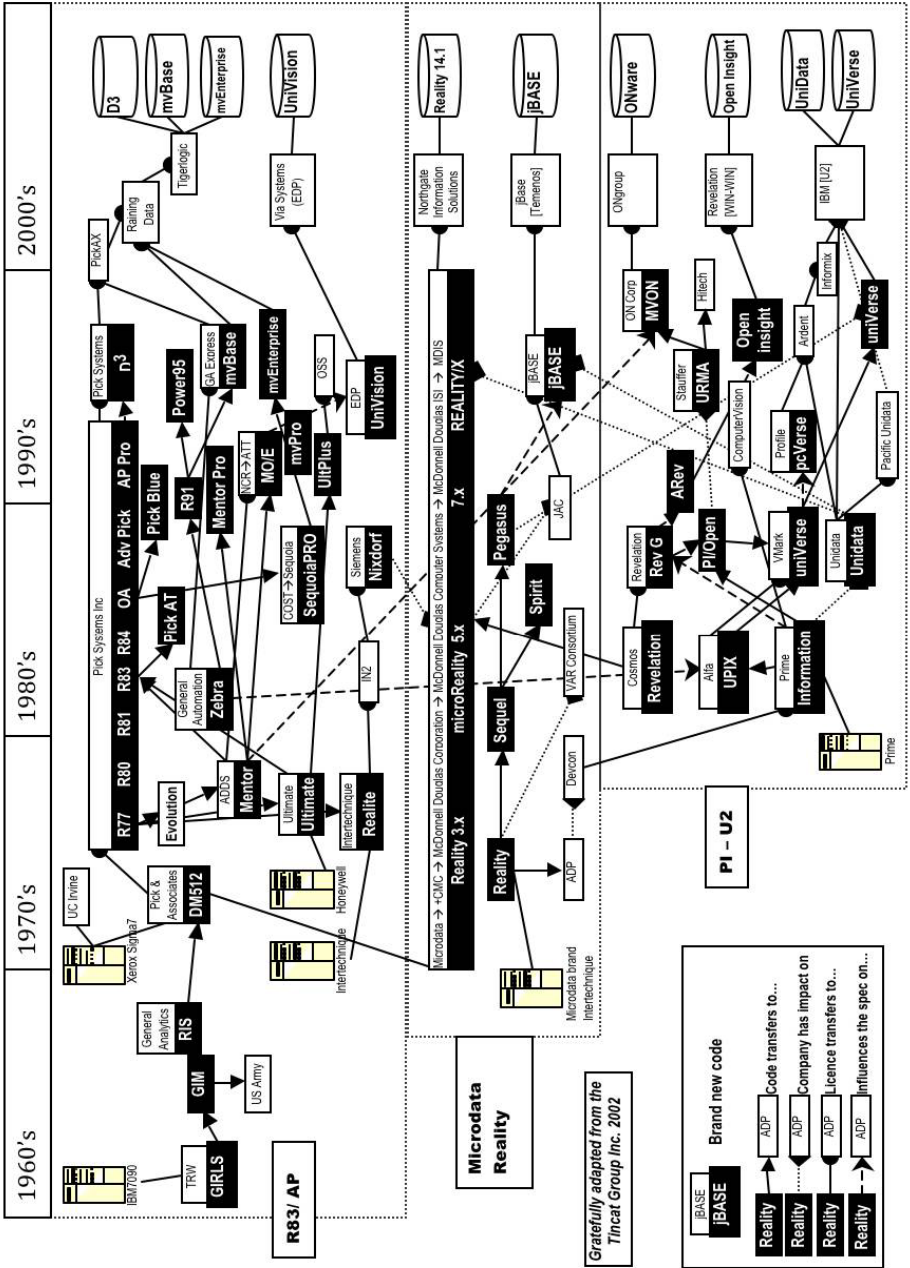 1960's
1970's
1980's
1990's
2000's
IBM7090
TRW
GIRLS
GIM
US Army
General
Analytics
RIS
UC Irvine
Xerox Sigma7
Pick &
Associates
DM512
Pick Systems Inc
R77
R80
R81
R83
R84
OA
Adv Pick
AP Pro
Pick Systems
n³
PickAX
Raining
Data
Tigerlogic
D3
mvBase
mvEnterprise
UniVision
Evolution
ADDS
Mentor
General
Automation
Zebra
Pick AT
Pick Blue
R91
Power95
Mentor Pro
GA Express
mvBase
NCR→ATT
MO/E
mvEnterprise
mvrPro
OSS
UltPlus
EDP
UniVision
Via Systems
(EDP)
COST→Sequoia
SequoiaPRO
Ultimate
Ultimate
Intertechnique
Realite
IN2
Siemens
Nixdorf
Honeywell
Intertechnique
R83/ AP
Microdata → +CMC → McDonnell Douglas Corporation → McDonnell Douglas Computer Systems → McDonnell Douglas ISI → MDIS
Reality 3.x
microReality 5.x
7.x
REALITY/X
Northgate
Information
Solutions
Reality 14.1
Microdata brand
Intertechnique
Reality
ADP
Sequel
Spirit
Pegasus
VAR Consortium
Devcon
JAC
jBASE
jBASE
jBase
[Temenos]
jBASE
Microdata
Reality
Cosmos
Revelation
Revelation
Rev G
ARev
PI/Open
Alfa
UPIX
Prime
Information
Prime
VMark
uniVerse
Unidata
Unidata
Pacific Unidata
Profile
pcVerse
ComputerVision
Stauffer
URMA
Hitech
ON Corp
MVON
Open
insight
Ardent
Informix
uniVerse
ONgroup
ONware
Revelation
[WIN-WIN]
Open Insight
IBM [U2]
UniData
UniVerse
PI – U2
Gratefully adapted from the
Tincat Group Inc. 2002
jBASE
jBASE
Brand new code
Reality
ADP
Code transfers to…
Reality
ADP
Company has impact on
Reality
ADP
Licence transfers to…
Reality
ADP
Influences the spec on…